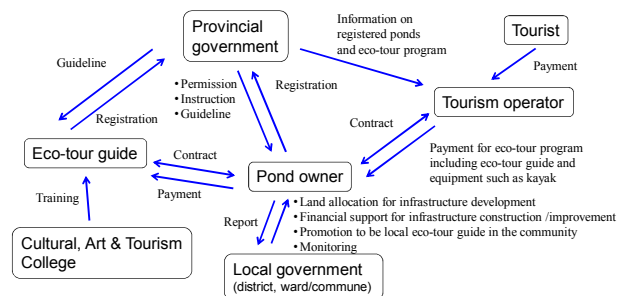 Provincial
government
Information on
registered ponds
and eco-tour program
Tourist
Payment
Guideline
Registration
•Permission
•Instruction
•Guideline
Registration
Tourism operator
Contract
Eco-tour guide
Contract
Payment
Pond owner
Payment for eco-tour program
including eco-tour guide and
equipment such as kayak
Training
Report
•Land allocation for infrastructure development
•Financial support for infrastructure construction /improvement
•Promotion to be local eco-tour guide in the community
•Monitoring
Cultural, Art & Tourism
College
Local government
(district, ward/commune)